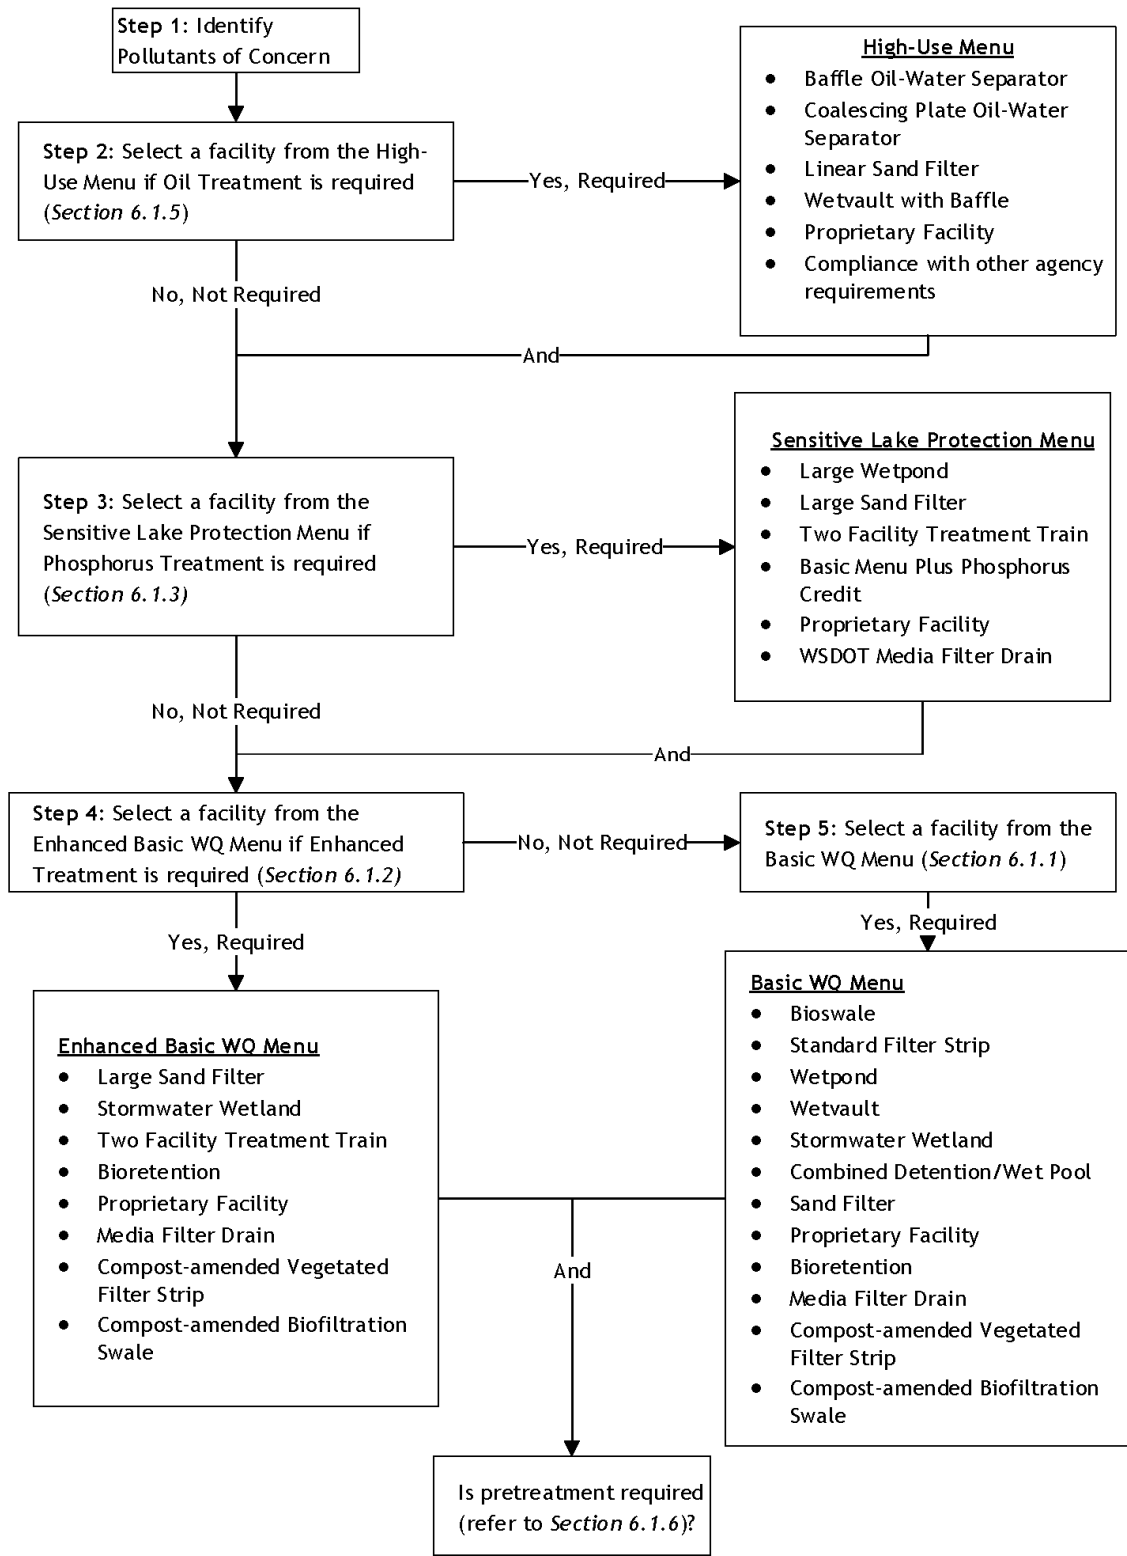 Step 1: Identify
Pollutants of Concern
High-Use Menu
● Baffle Oil-Water Separator
● Coalescing Plate Oil-Water
Separator
● Linear Sand Filter
● Wetvault with Baffle
● Proprietary Facility
● Compliance with other agency
requirements
Step 2: Select a facility from the High-
Use Menu if Oil Treatment is required
(Section 6.1.5)
Yes, Required
No, Not Required
And
Sensitive Lake Protection Menu
● Large Wetpond
● Large Sand Filter
● Two Facility Treatment Train
● Basic Menu Plus Phosphorus
Credit
● Proprietary Facility
● WSDOT Media Filter Drain
Step 3: Select a facility from the
Sensitive Lake Protection Menu if
Phosphorus Treatment is required
(Section 6.1.3)
Yes, Required
No, Not Required
And
Step 4: Select a facility from the
Enhanced Basic WQ Menu if Enhanced
Treatment is required (Section 6.1.2)
No, Not Required
Step 5: Select a facility from the
Basic WQ Menu (Section 6.1.1)
Yes, Required
Yes, Required
Enhanced Basic WQ Menu
● Large Sand Filter
● Stormwater Wetland
● Two Facility Treatment Train
● Bioretention
● Proprietary Facility
● Media Filter Drain
● Compost-amended Vegetated
Filter Strip
● Compost-amended Biofiltration
Swale
Basic WQ Menu
● Bioswale
● Standard Filter Strip
● Wetpond
● Wetvault
● Stormwater Wetland
● Combined Detention/Wet Pool
● Sand Filter
● Proprietary Facility
● Bioretention
● Media Filter Drain
● Compost-amended Vegetated
Filter Strip
● Compost-amended Biofiltration
Swale
And
Is pretreatment required
(refer to Section 6.1.6)?